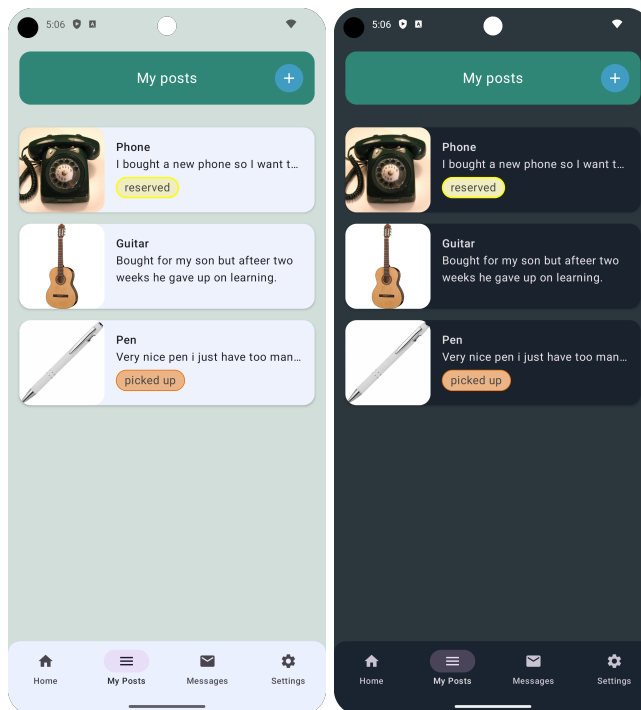 5:06
My posts
+
Phone
I bought a new phone so I want t…
reserved
Guitar
Bought for my son but afteer two
weeks he gave up on learning.
Pen
Very nice pen i just have too man…
picked up
Home
My Posts
Messages
Settings
5:06
My posts
+
Phone
I bought a new phone so I want t…
reserved
Guitar
Bought for my son but afteer two
weeks he gave up on learning.
Pen
Very nice pen i just have too man…
picked up
Home
My Posts
Messages
Settings